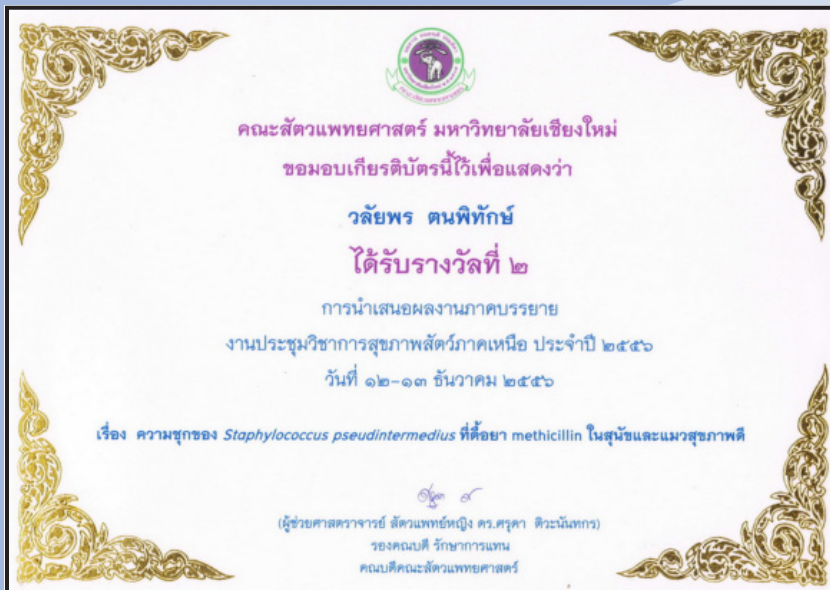 คณะสัตวแพทยศาสตร์ มหาวิทยาลัยเชียงใหม่
ขอมอบเกียรติบัตรนี้ไว้เพื่อแสดงว่า
วลัยพร ตนพิทักษ์
ได้รับรางวัลที่ ๒
การนำเสนอผลงานภาคบรรยาย
งานประชุมวิชาการสุขภาพสัตว์ภาคเหนือ ประจำปี ๒๕๕๖
วันที่ ๑๒-๑๓ ธันวาคม ๒๕๕๖
เรื่อง ความชุกของ Staphylococcus pseudintermedius ที่ดื้อยา methicillin ในสุนัขและแมวสุขภาพดี
(ผู้ช่วยศาสตราจารย์ สัตวแพทย์หญิง ดร.ศรุดา ติวะนันทกร)
รองคณบดี รักษาการแทน
คณบดีคณะสัตวแพทยศาสตร์